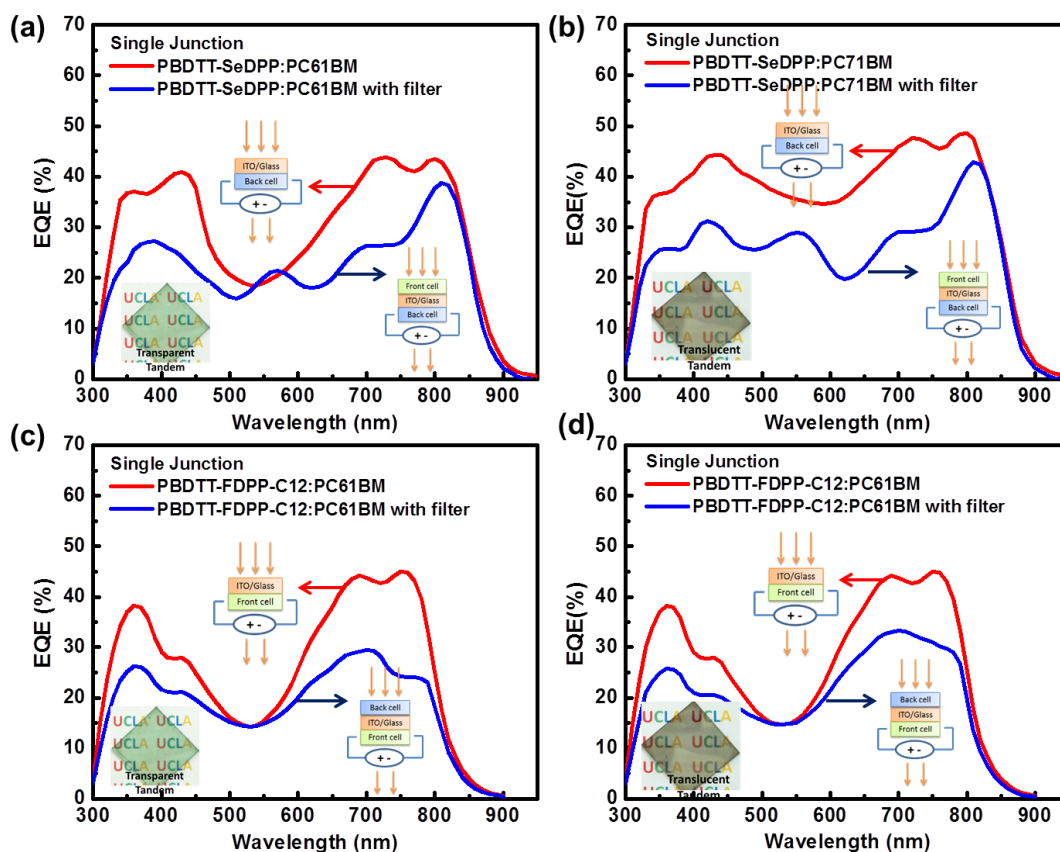 (a)
Single Junction
PBDTT-SeDPP:PC61BM
PBDTT-SeDPP:PC61BM with filter
EQE (%)
70
60
50
40
30
20
10
0
ITO/Glass
Back cell
+ -
Front cell
ITO/Glass
Back cell
+ -
UCLA UCLA
UCLA UCLA
UCLA UCLA
Transparent
Tandem
300 400 500 600 700 800 900
Wavelength (nm)
(b)
Single Junction
PBDTT-SeDPP:PC71BM
PBDTT-SeDPP:PC71BM with filter
EQE(%)
70
60
50
40
30
20
10
0
ITO/Glass
Back cell
+ -
Front cell
ITO/Glass
Back cell
+ -
UCLA UCLA
UCLA UCLA
UCLA UCLA
Translucent
Tandem
300 400 500 600 700 800 900
Wavelength (nm)
(c)
Single Junction
PBDTT-FDPP-C12:PC61BM
PBDTT-FDPP-C12:PC61BM with filter
EQE (%)
70
60
50
40
30
20
10
0
ITO/Glass
Front cell
+ -
Back cell
ITO/Glass
Front cell
+ -
UCLA UCLA
UCLA UCLA
UCLA UCLA
Transparent
Tandem
300 400 500 600 700 800 900
Wavelength (nm)
(d)
Single Junction
PBDTT-FDPP-C12:PC61BM
PBDTT-FDPP-C12:PC61BM with filter
EQE(%)
70
60
50
40
30
20
10
0
ITO/Glass
Front cell
+ -
Back cell
ITO/Glass
Front cell
+ -
UCLA UCLA
UCLA UCLA
UCLA UCLA
Translucent
Tandem
300 400 500 600 700 800 900
Wavelength (nm)